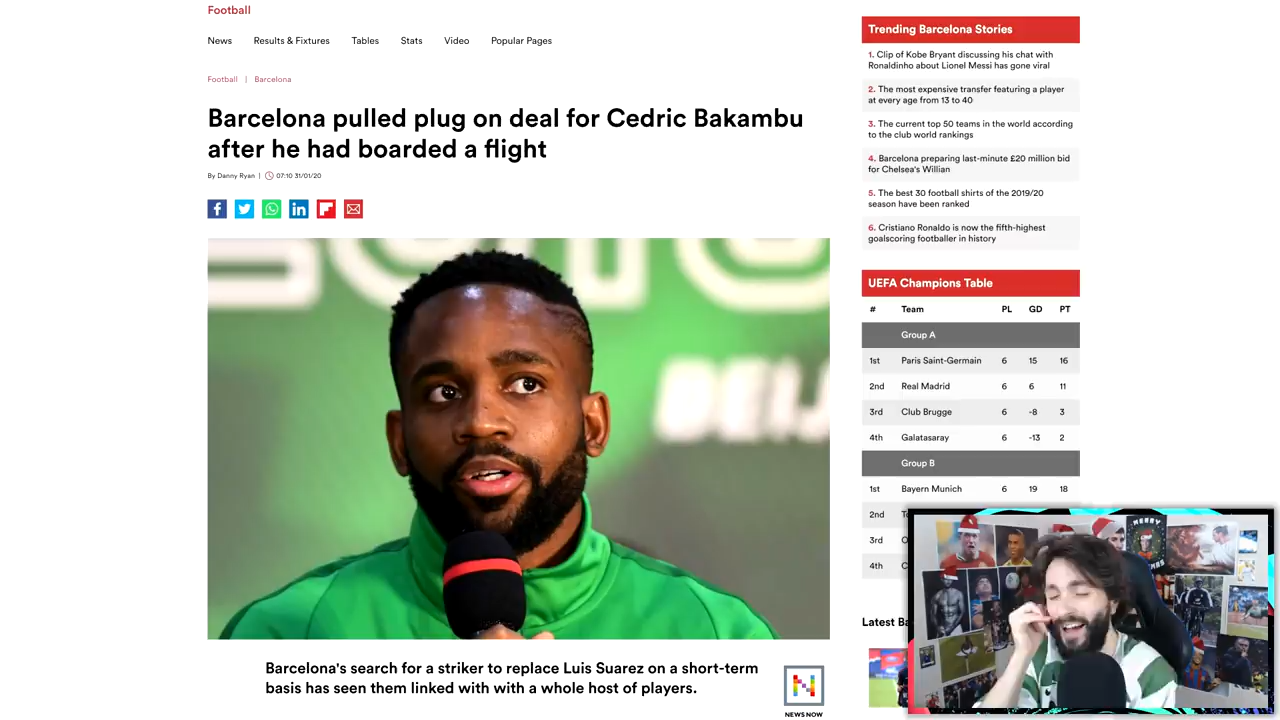 Football
News Results & Fixtures Tables Stats Video Popular Pages
Football | Barcelona
Barcelona pulled plug on deal for Cedric Bakambu
after he had boarded a flight
By Danny Ryan | 07:10 31/01/20
Barcelona's search for a striker to replace Luis Suarez on a short-term
basis has seen them linked with with a whole host of players.
NEWS NOW
Trending Barcelona Stories
1. Clip of Kobe Bryant discussing his chat with
Ronaldinho about Lionel Messi has gone viral
2. The most expensive transfer featuring a player
at every age from 13 to 40
3. The current top 50 teams in the world according
to the club world rankings
4. Barcelona preparing last-minute £20 million bid
for Chelsea's Willian
5. The best 30 football shirts of the 2019/20
season have been ranked
6. Cristiano Ronaldo is now the fifth-highest
goalscoring footballer in history
UEFA Champions Table
# Team PL GD PT
Group A
1st Paris Saint-Germain 6 15 16
2nd Real Madrid 6 6 11
3rd Club Brugge 6 -8 3
4th Galatasaray 6 -13 2
Group B
1st Bayern Munich 6 19 18
2nd
3rd
4th
Latest
MERRY